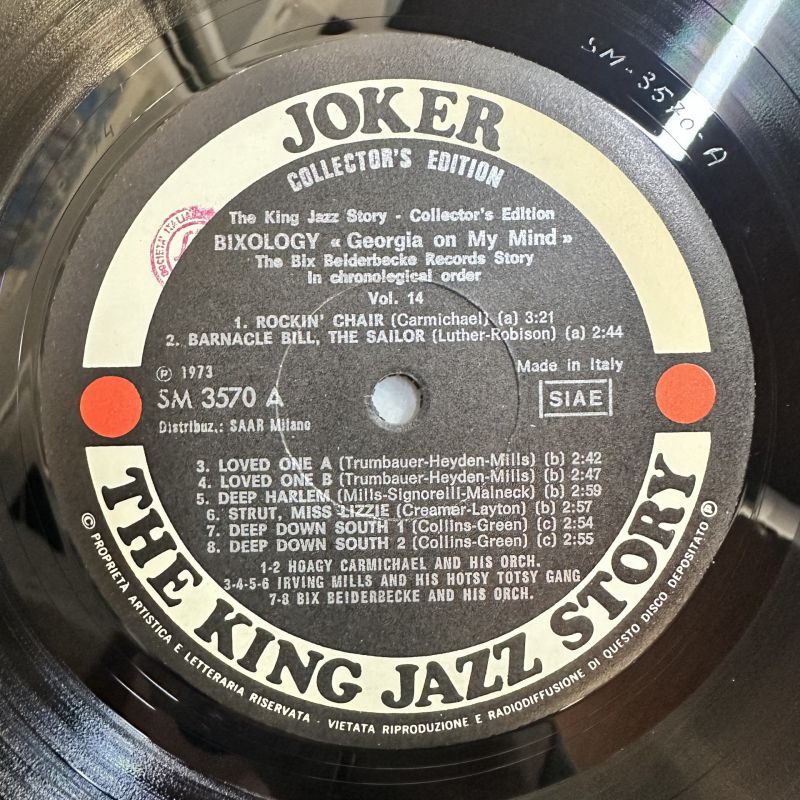 SM-3570-A
JOKER
COLLECTOR'S EDITION
The King Jazz Story - Collector's Edition
BIXOLOGY « Georgia on My Mind »
The Bix Beiderbecke Records Story
In chronological order
Vol. 14
1. ROCKIN' CHAIR (Carmichael) (a) 3:21
2. BARNACLE BILL, THE SAILOR (Luther-Robison) (a) 2:44
SOCIETA' ITALIA
Ⓟ 1973
SM 3570 A
Distribuz.: SAAR Milano
Made in Italy
SIAE
3. LOVED ONE A (Trumbauer-Heyden-Mills) (b) 2:42
4. LOVED ONE B (Trumbauer-Heyden-Mills) (b) 2:47
5. DEEP HARLEM (Mills-Signorelli-Malneck) (b) 2:59
6. STRUT, MISS LIZZIE (Creamer-Layton) (b) 2:57
7. DEEP DOWN SOUTH 1 (Collins-Green) (c) 2:54
8. DEEP DOWN SOUTH 2 (Collins-Green) (c) 2:55
1-2 HOAGY CARMICHAEL AND HIS ORCH.
3-4-5-6 IRVING MILLS AND HIS HOTSY TOTSY GANG
7-8 BIX BEIDERBECKE AND HIS ORCH.
THE KING JAZZ STORY
© PROPRIETÀ ARTISTICA E LETTERARIA RISERVATA · VIETATA RIPRODUZIONE E RADIODIFFUSIONE DI QUESTO DISCO DEPOSITATO Ⓟ